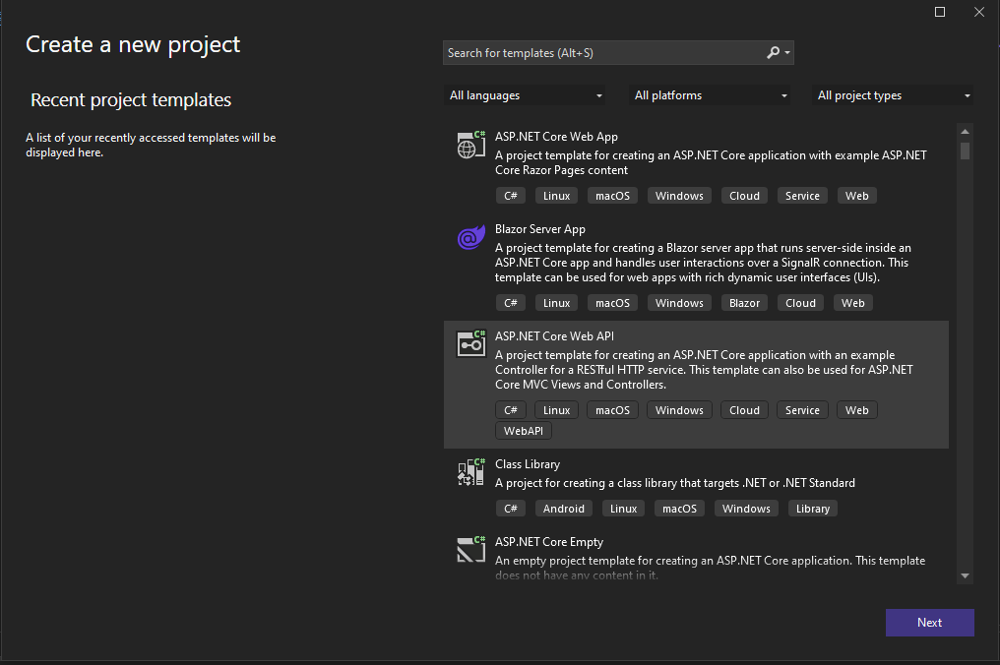 Create a new project
Recent project templates
A list of your recently accessed templates will be
displayed here.
Search for templates (Alt+S)
All languages
All platforms
All project types
C#
ASP.NET Core Web App
A project template for creating an ASP.NET Core application with example ASP.NET
Core Razor Pages content
C# Linux macOS Windows Cloud Service Web
@
Blazor Server App
A project template for creating a Blazor server app that runs server-side inside an
ASP.NET Core app and handles user interactions over a SignalR connection. This
template can be used for web apps with rich dynamic user interfaces (UIs).
C# Linux macOS Windows Blazor Cloud Web
C#
ASP.NET Core Web API
A project template for creating an ASP.NET Core application with an example
Controller for a RESTful HTTP service. This template can also be used for ASP.NET
Core MVC Views and Controllers.
C# Linux macOS Windows Cloud Service Web
WebAPI
C#
Class Library
A project for creating a class library that targets .NET or .NET Standard
C# Android Linux macOS Windows Library
C#
ASP.NET Core Empty
An empty project template for creating an ASP.NET Core application. This template
does not have any content in it.
Next